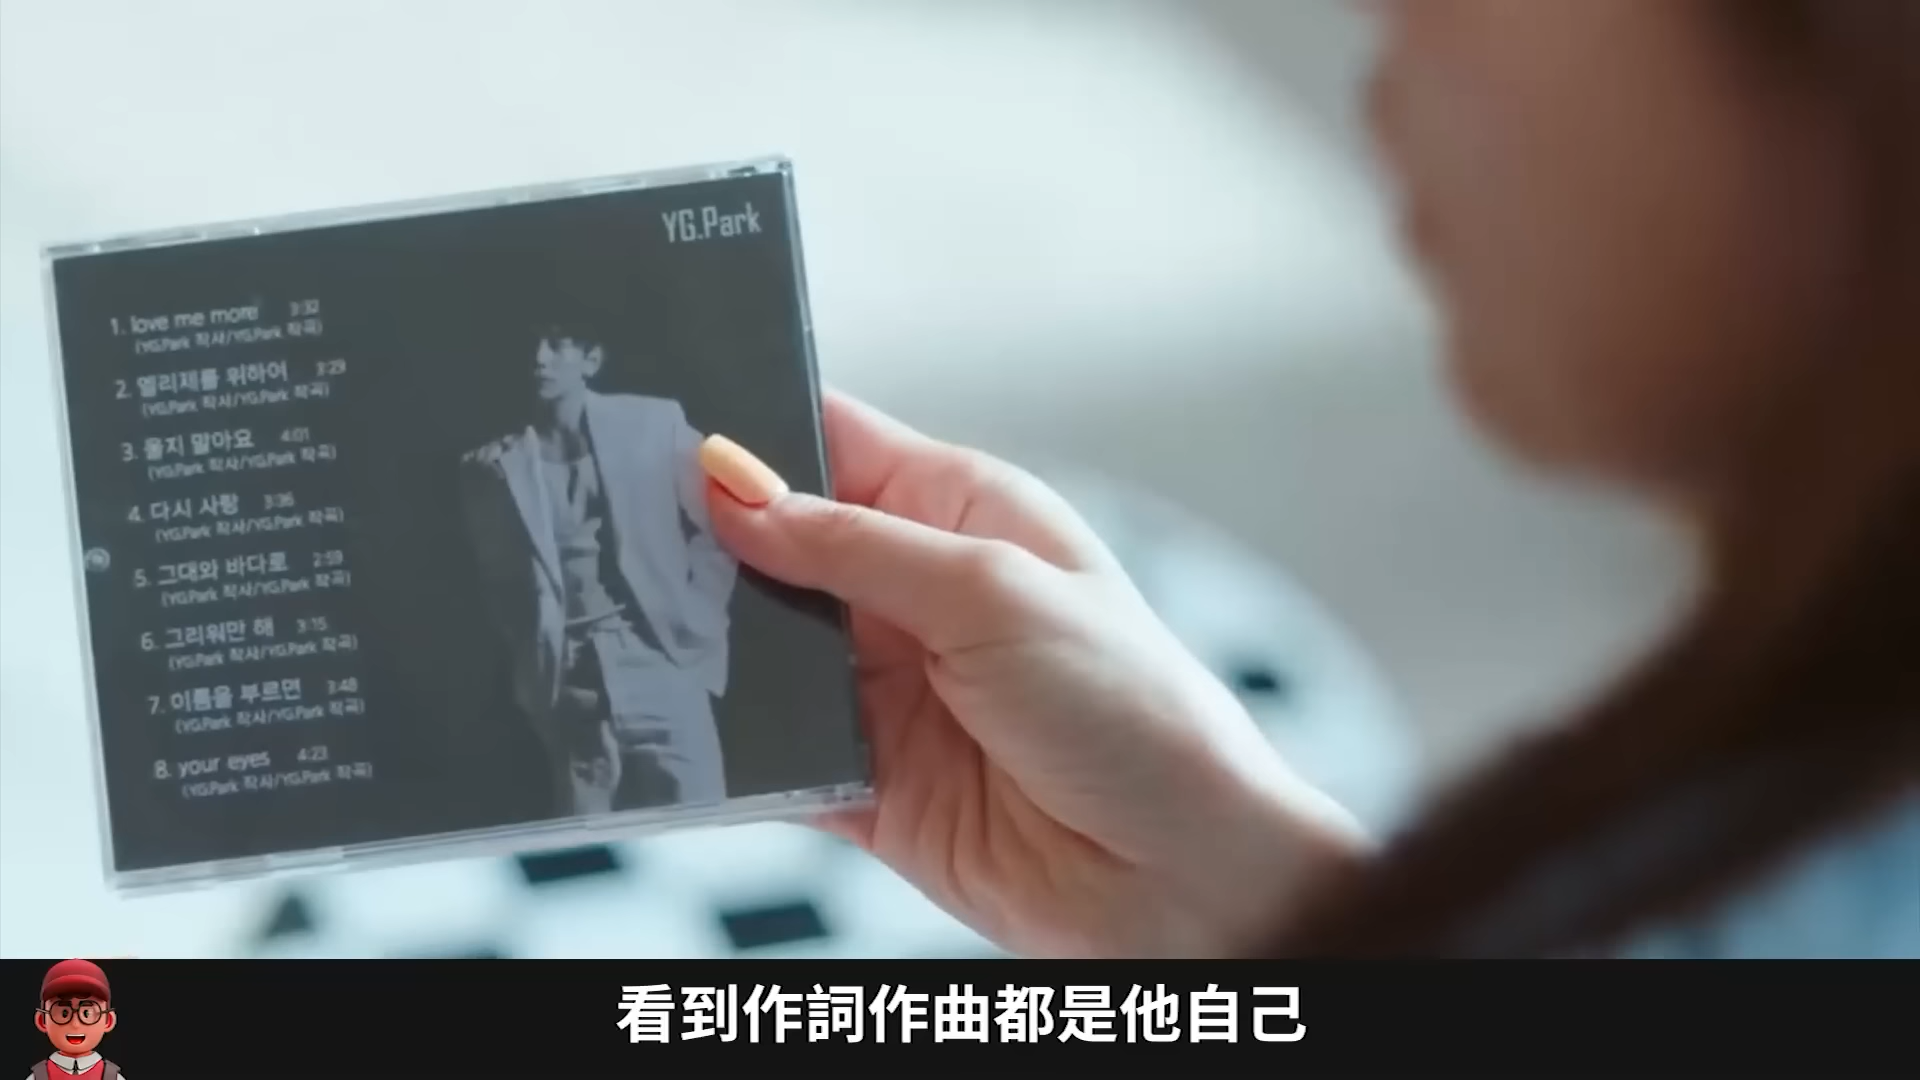 YG.Park
1. love me more 3:32
(YG.Park 작사/YG.Park 작곡)
2.엘리제를 위하여 3:29
(YG.Park 작사/YG.Park 작곡)
3. 울지 말아요 4:01
(YG.Park 작사/YG.Park 작곡)
4. 다시 사랑 3:36
(YG.Park 작사/YG.Park 작곡)
5. 그대와 바다로 2:59
(YG.Park 작사/YG.Park 작곡)
6. 그리워만 해 3:15
(YG.Park 작사/YG.Park 작곡)
7. 이름을 부르면 3:48
(YG.Park 작사/YG.Park 작곡)
8. your eyes 4:23
(YG.Park 작사/YG.Park 작곡)
看到作詞作曲都是他自己